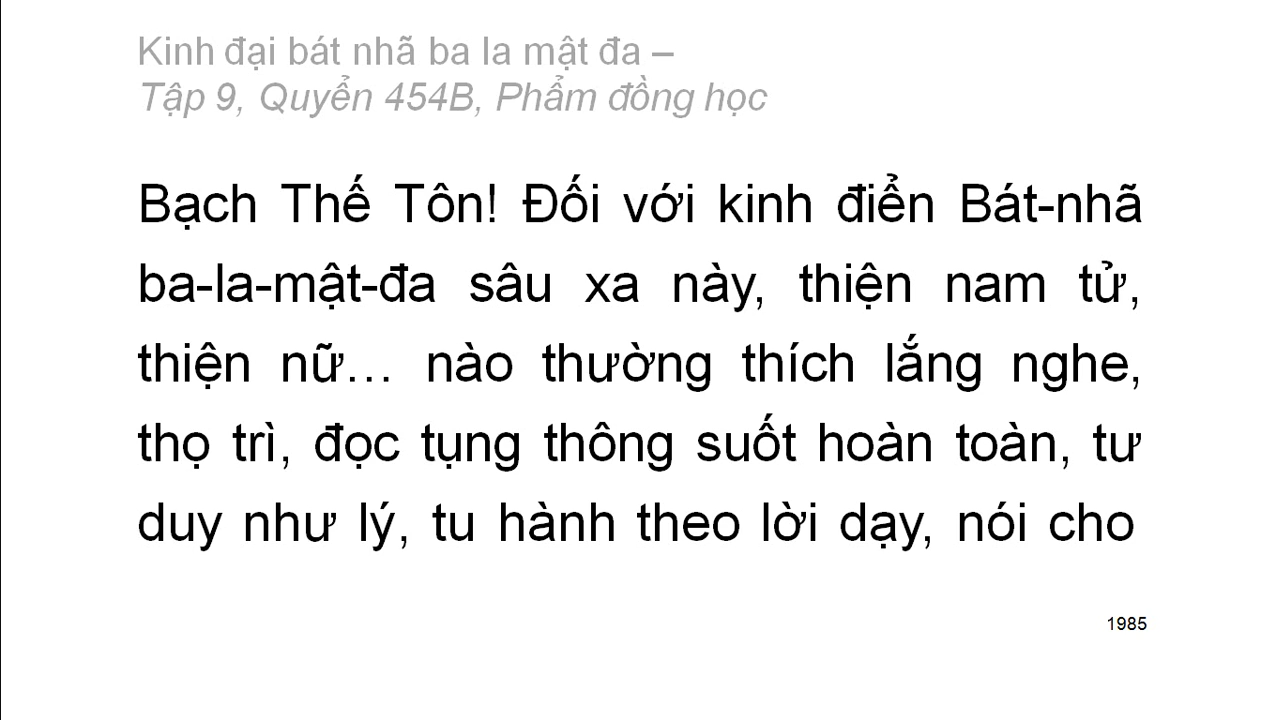 Kinh đại bát nhã ba la mật đa –
Tập 9, Quyển 454B, Phẩm đồng học
Bạch Thế Tôn! Đối với kinh điển Bát-nhã
ba-la-mật-đa sâu xa này, thiện nam tử,
thiện nữ… nào thường thích lắng nghe,
thọ trì, đọc tụng thông suốt hoàn toàn, tư
duy như lý, tu hành theo lời dạy, nói cho
1985